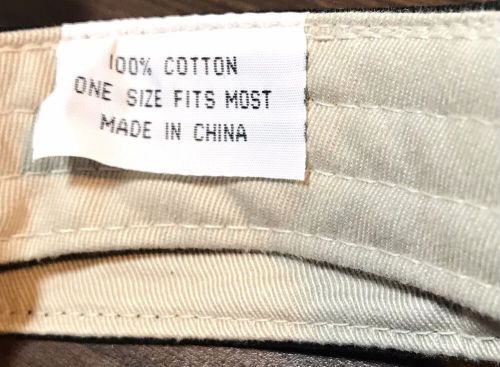 100% COTTON
ONE SIZE FITS MOST
MADE IN CHINA